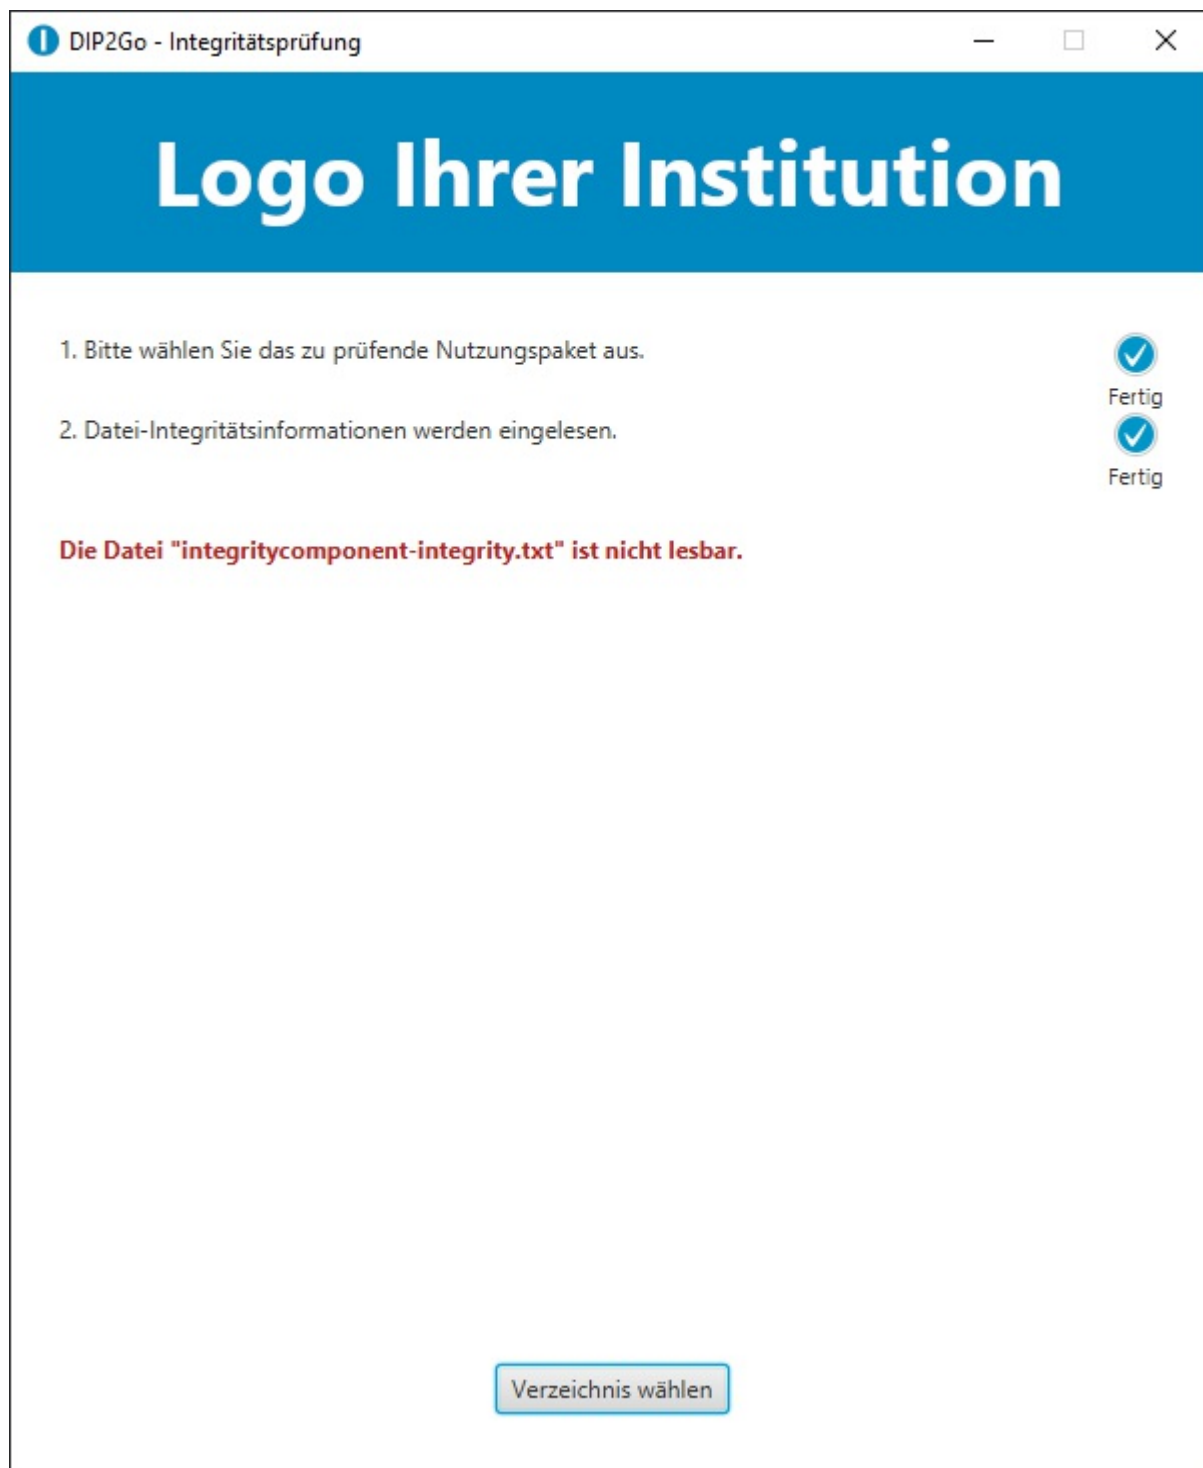 DIP2Go - Integritätsprüfung
Logo Ihrer Institution
1. Bitte wählen Sie das zu prüfende Nutzungspaket aus.
Fertig
2. Datei-Integritätsinformationen werden eingelesen.
Fertig
Die Datei "integritycomponent-integrity.txt" ist nicht lesbar.
Verzeichnis wählen